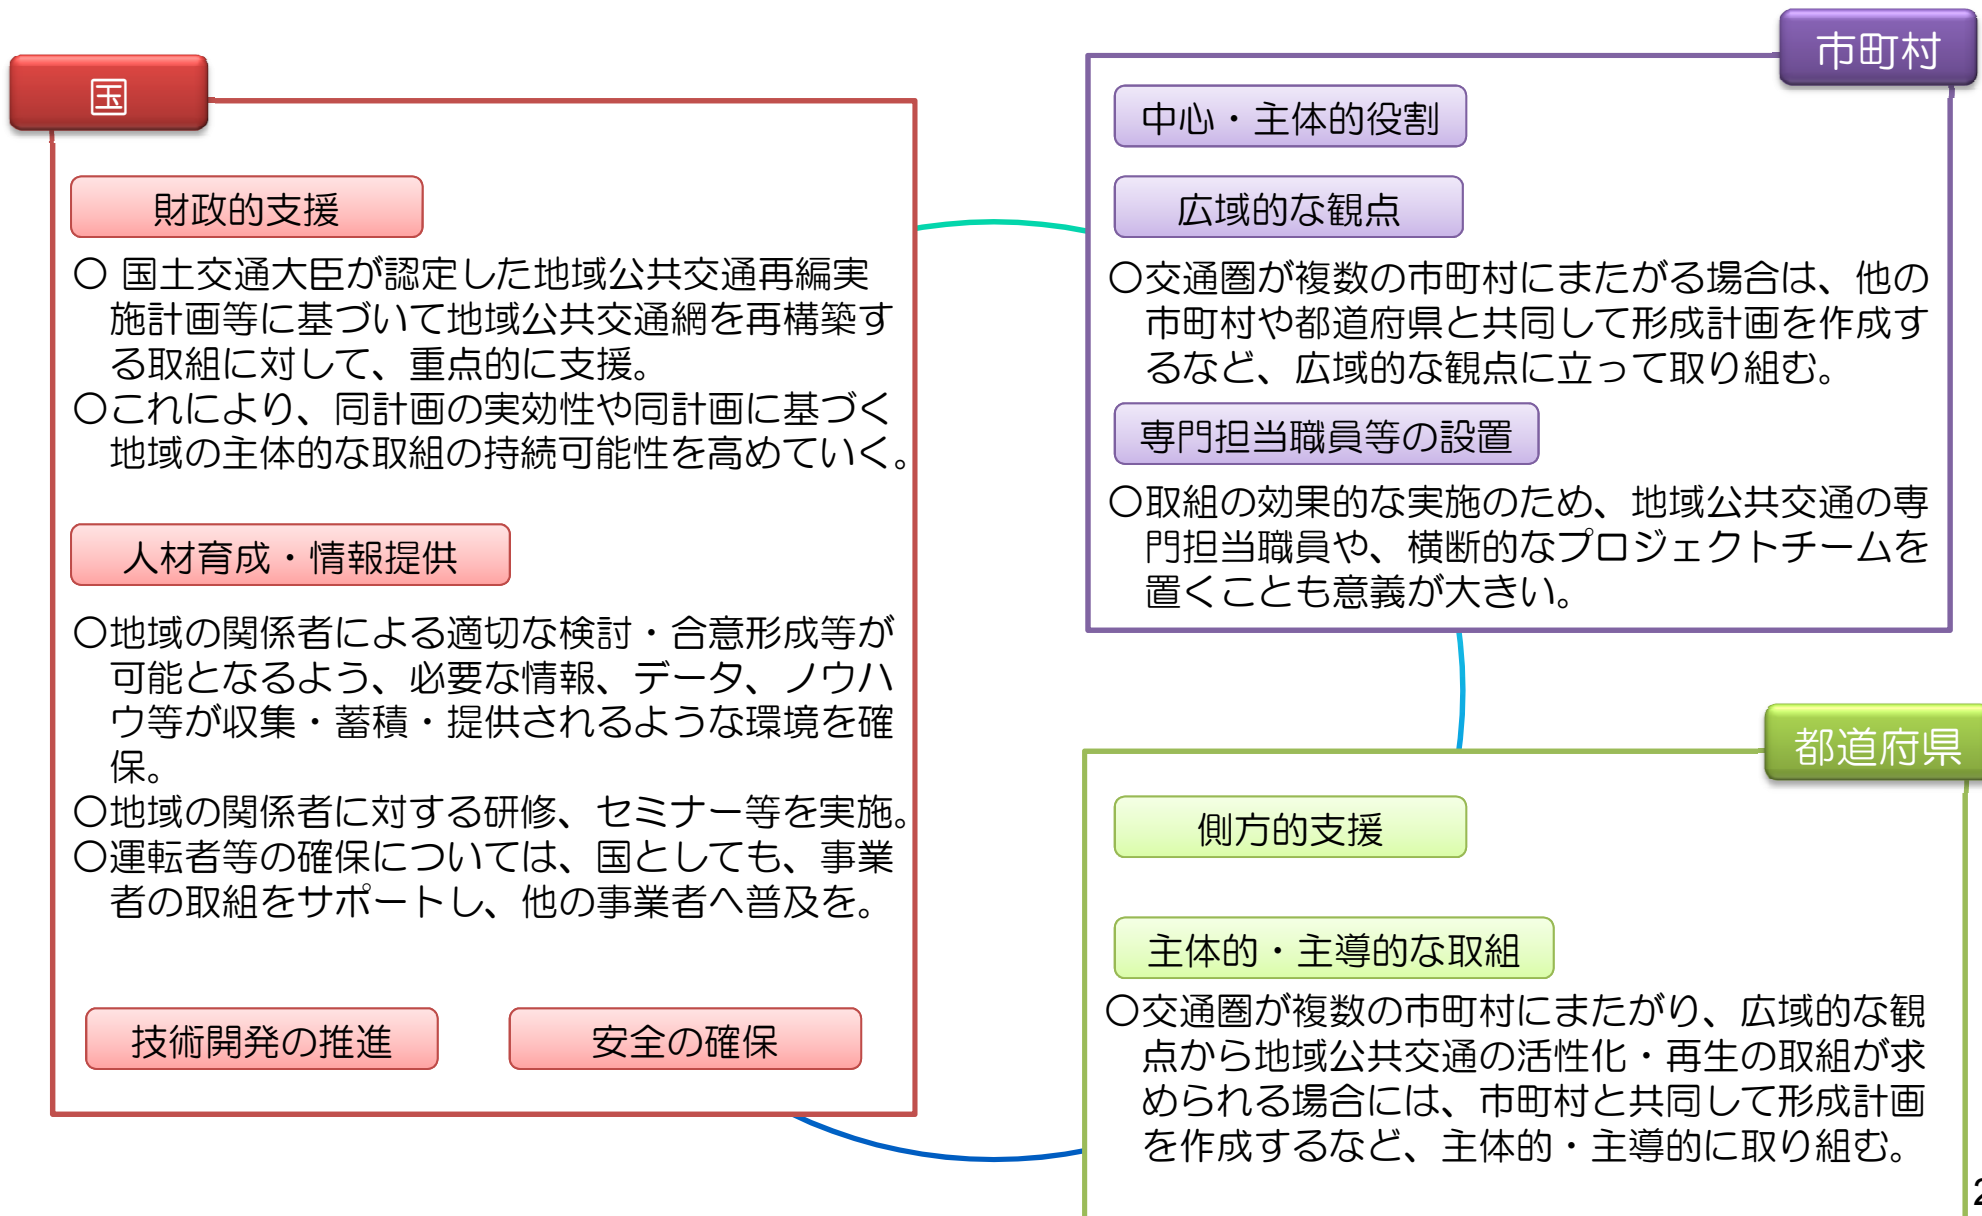 国
財政的支援
〇 国土交通大臣が認定した地域公共交通再編実
施計画等に基づいて地域公共交通網を再構築す
る取組に対して、重点的に支援。
〇これにより、同計画の実効性や同計画に基づく
地域の主体的な取組の持続可能性を高めていく。
人材育成・情報提供
〇地域の関係者による適切な検討・合意形成等が
可能となるよう、必要な情報、データ、ノウハ
ウ等が収集・蓄積・提供されるような環境を確
保。
〇地域の関係者に対する研修、セミナー等を実施。
〇運転者等の確保については、国としても、事業
者の取組をサポートし、他の事業者へ普及を。
技術開発の推進
安全の確保
市町村
中心・主体的役割
広域的な観点
〇交通圏が複数の市町村にまたがる場合は、他の
市町村や都道府県と共同して形成計画を作成す
るなど、広域的な観点に立って取り組む。
専門担当職員等の設置
〇取組の効果的な実施のため、地域公共交通の専
門担当職員や、横断的なプロジェクトチームを
置くことも意義が大きい。
都道府県
側方的支援
主体的・主導的な取組
〇交通圏が複数の市町村にまたがり、広域的な観
点から地域公共交通の活性化・再生の取組が求
められる場合には、市町村と共同して形成計画
を作成するなど、主体的・主導的に取り組む。